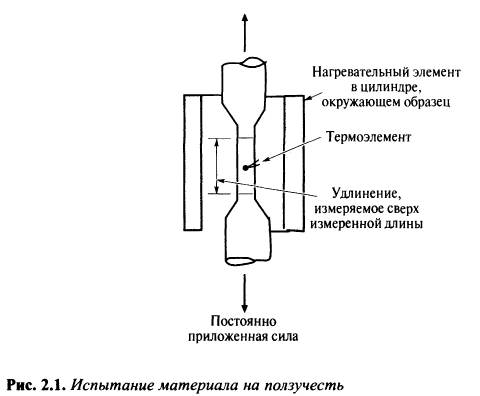 Нагревательный элемент
в цилиндре,
окружающем образец
Термоэлемент
Удлинение,
измеряемое сверх
измеренной длины
Постоянно
приложенная сила
Рис. 2.1. Испытание материала на ползучесть